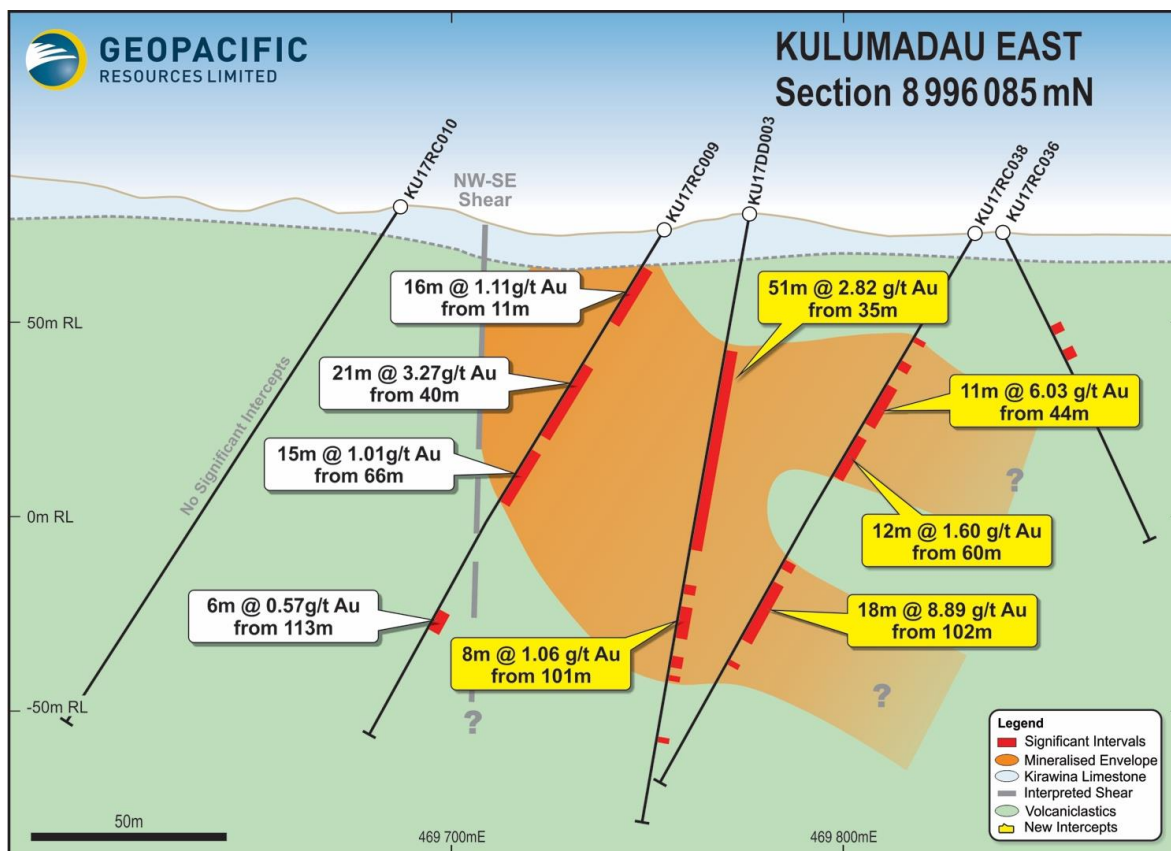 GEOPACIFIC
RESOURCES LIMITED
KULUMADAU EAST
Section 8 996 085 mN
KU17RC010
NW-SE
Shear
KU17RC009
KU17DD003
KU17RC038
KU17RC036
16m @ 1.11g/t Au
from 11m
51m @ 2.82 g/t Au
from 35m
50m RL
21m @ 3.27g/t Au
from 40m
11m @ 6.03 g/t Au
from 44m
No Significant Intercepts
15m @ 1.01g/t Au
from 66m
?
0m RL
12m @ 1.60 g/t Au
from 60m
6m @ 0.57g/t Au
from 113m
18m @ 8.89 g/t Au
from 102m
8m @ 1.06 g/t Au
from 101m
?
-50m RL
?
Legend
Significant Intervals
Mineralised Envelope
Kirawina Limestone
Interpreted Shear
Volcaniclastics
New Intercepts
50m
469 700mE
469 800mE